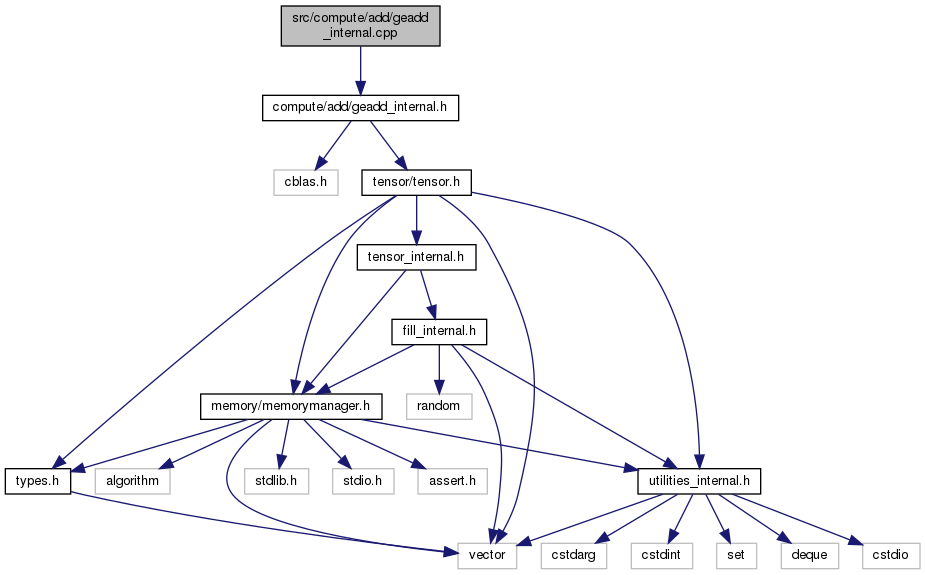 src/compute/add/geadd
_internal.cpp
compute/add/geadd_internal.h
cblas.h
tensor/tensor.h
tensor_internal.h
fill_internal.h
memory/memorymanager.h
random
types.h
algorithm
stdlib.h
stdio.h
assert.h
utilities_internal.h
vector
cstdarg
cstdint
set
deque
cstdio